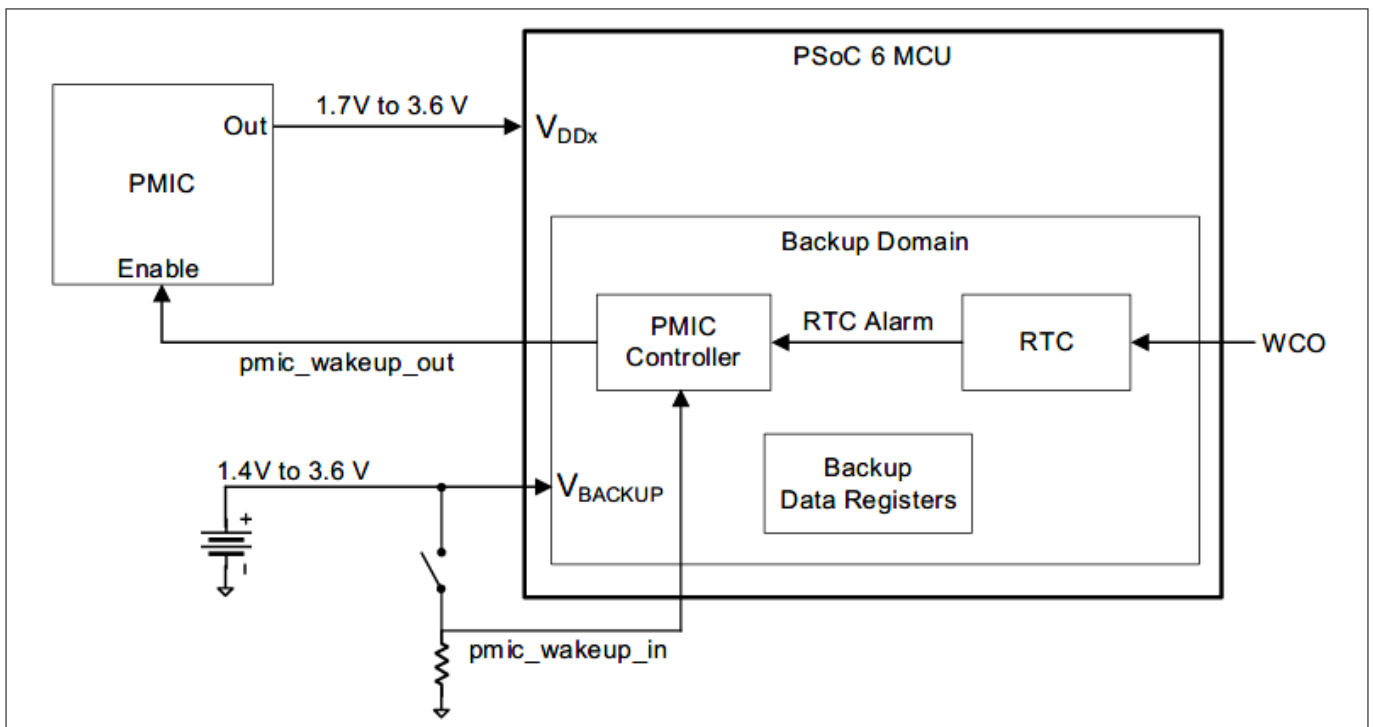 PSoC 6 MCU
1.7V to 3.6 V
Out
VDDx
PMIC
Enable
Backup Domain
PMIC
Controller
RTC Alarm
RTC
WCO
pmic_wakeup_out
1.4V to 3.6 V
VBACKUP
Backup
Data Registers
+
-
pmic_wakeup_in